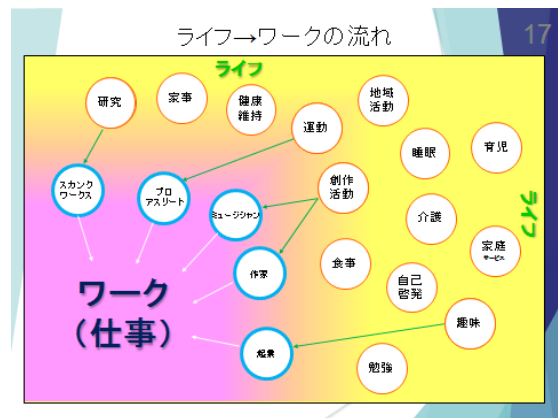 ライフ→ワークの流れ
17
ライフ
研究
家事
健康
維持
運動
地域
活動
睡眠
育児
スカンク
ワークス
プロ
アスリート
ミュージシャン
創作
活動
介護
ライフ
家庭
サービス
作家
食事
自己
啓発
ワーク
(仕事)
起業
趣味
勉強